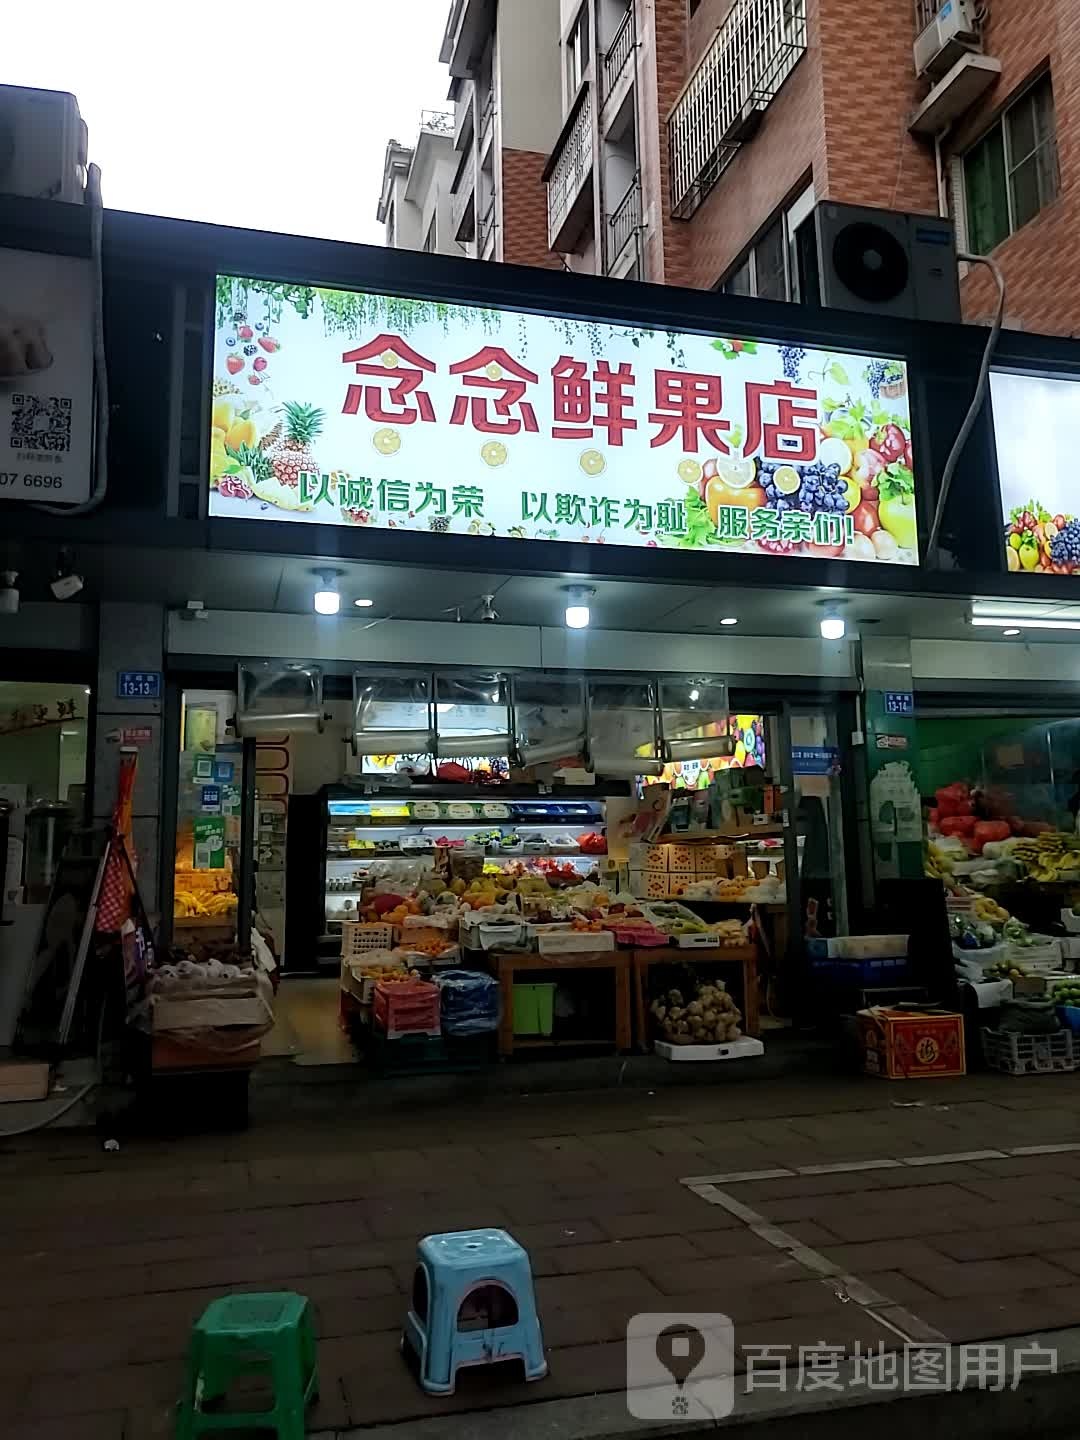 念念鲜果店
以诚信为荣 以欺诈为耻 服务亲们!
07 6696
13-13
13-14
百度地图用户